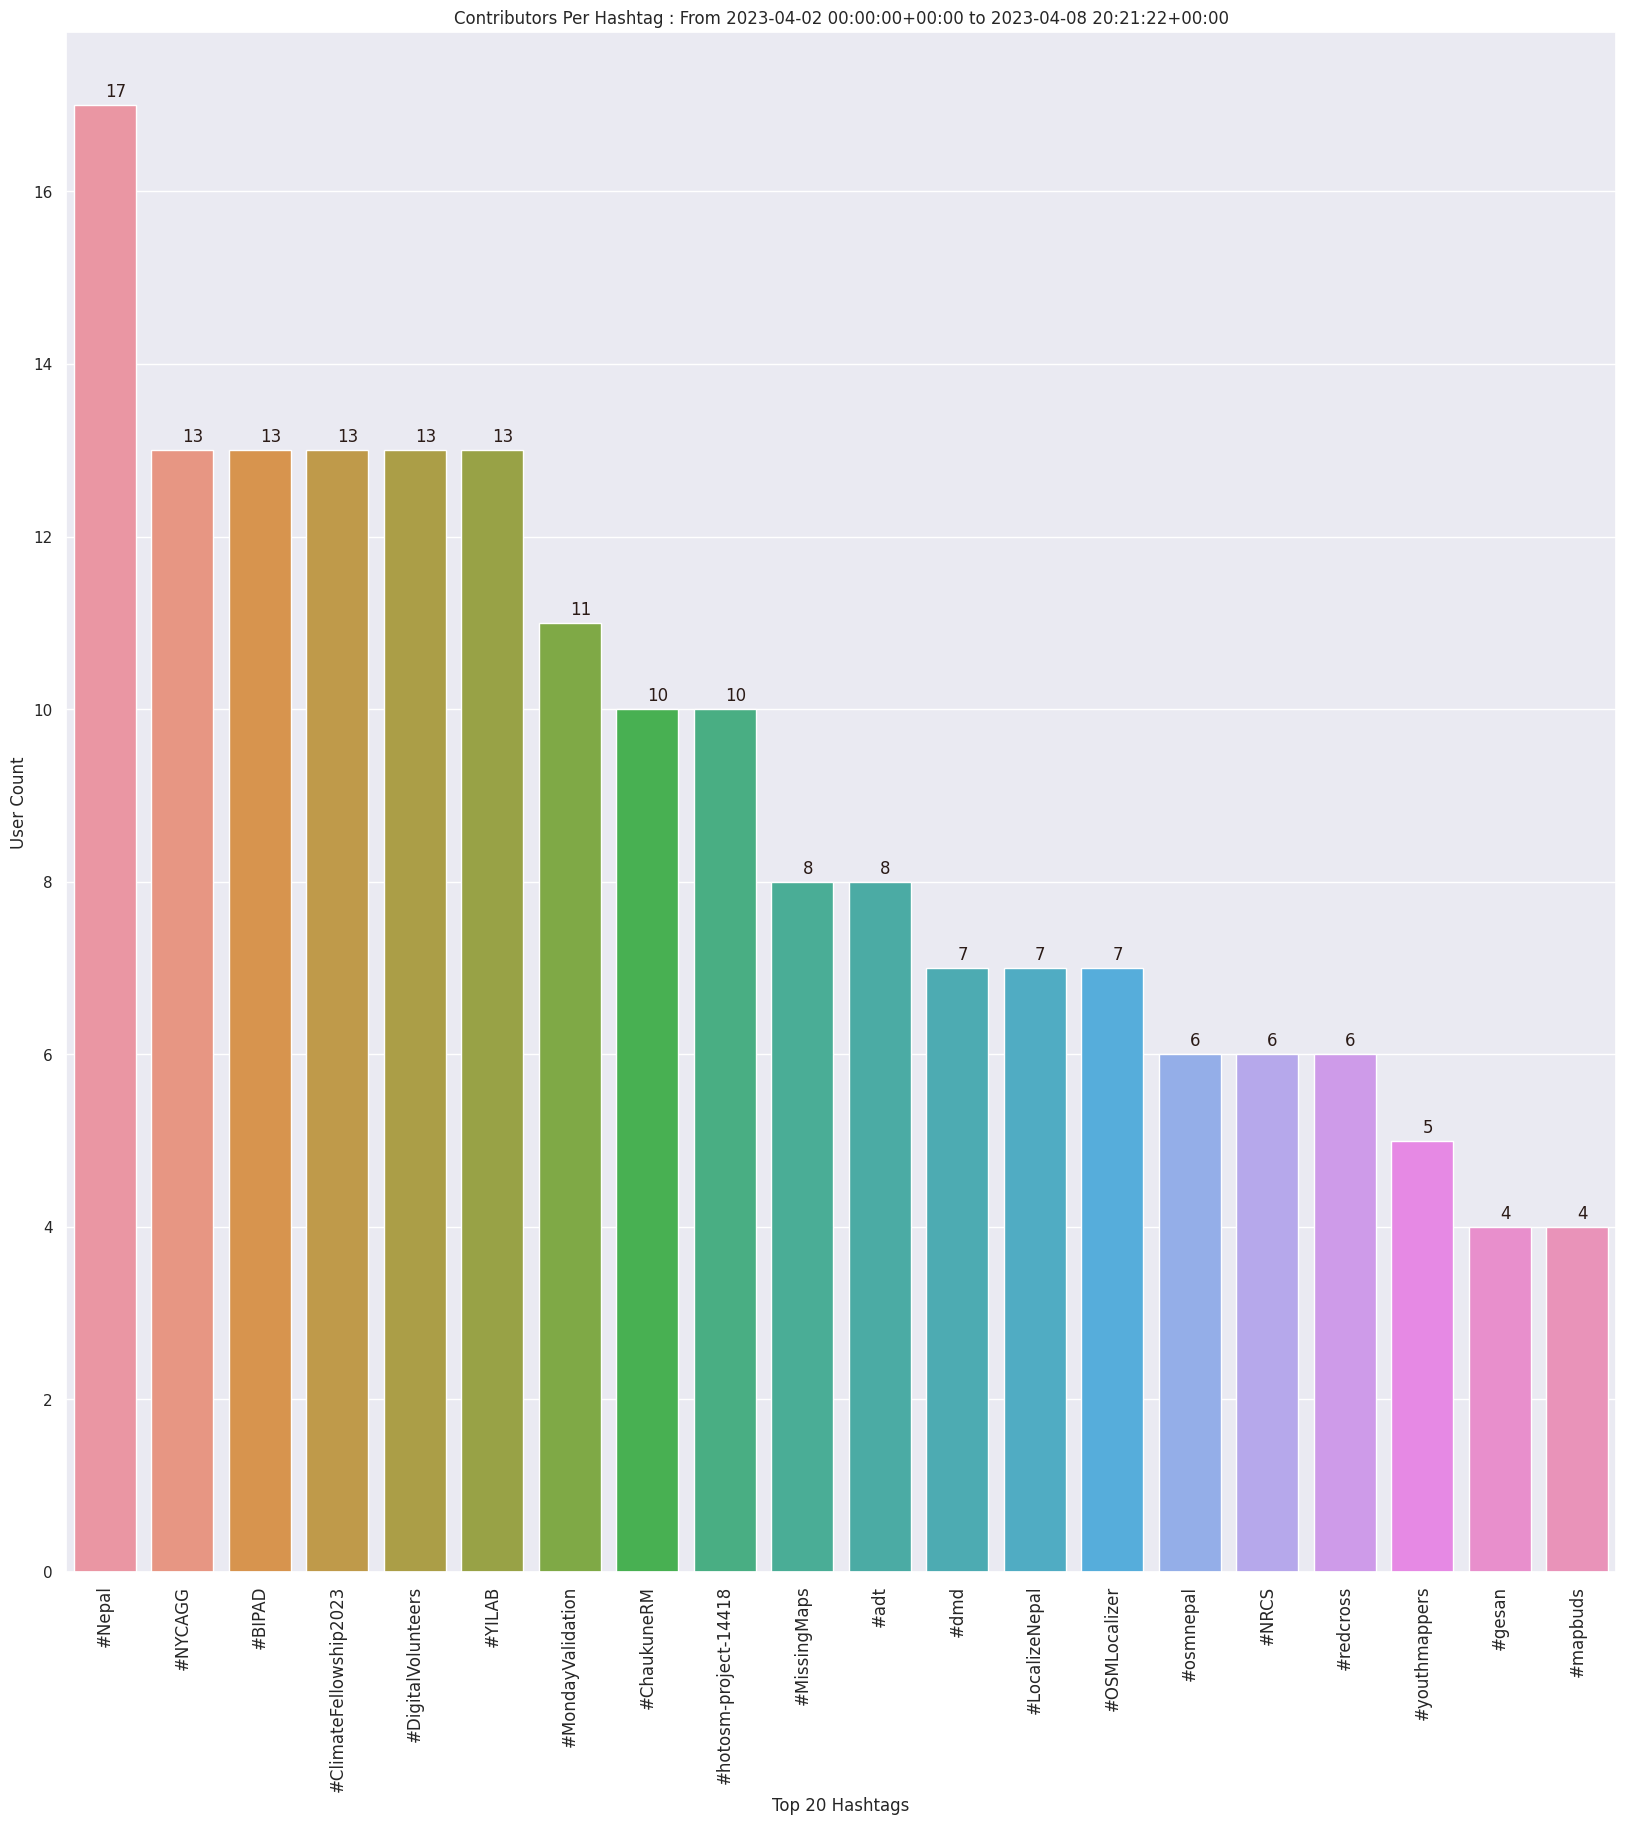 Contributors Per Hashtag : From 2023-04-02 00:00:00+00:00 to 2023-04-08 20:21:22+00:00
User Count
16
14
12
10
8
6
4
2
0
17
13
13
13
13
13
11
10
10
8
8
7
7
7
6
6
6
5
4
4
#Nepal
#NYCAGG
#BIPAD
#ClimateFellowship2023
#DigitalVolunteers
#YILAB
#MondayValidation
#ChaukuneRM
#hotosm-project-14418
#MissingMaps
#adt
#dmd
#LocalizeNepal
#OSMLocalizer
#osmnepal
#NRCS
#redcross
#youthmappers
#gesan
#mapbuds
Top 20 Hashtags